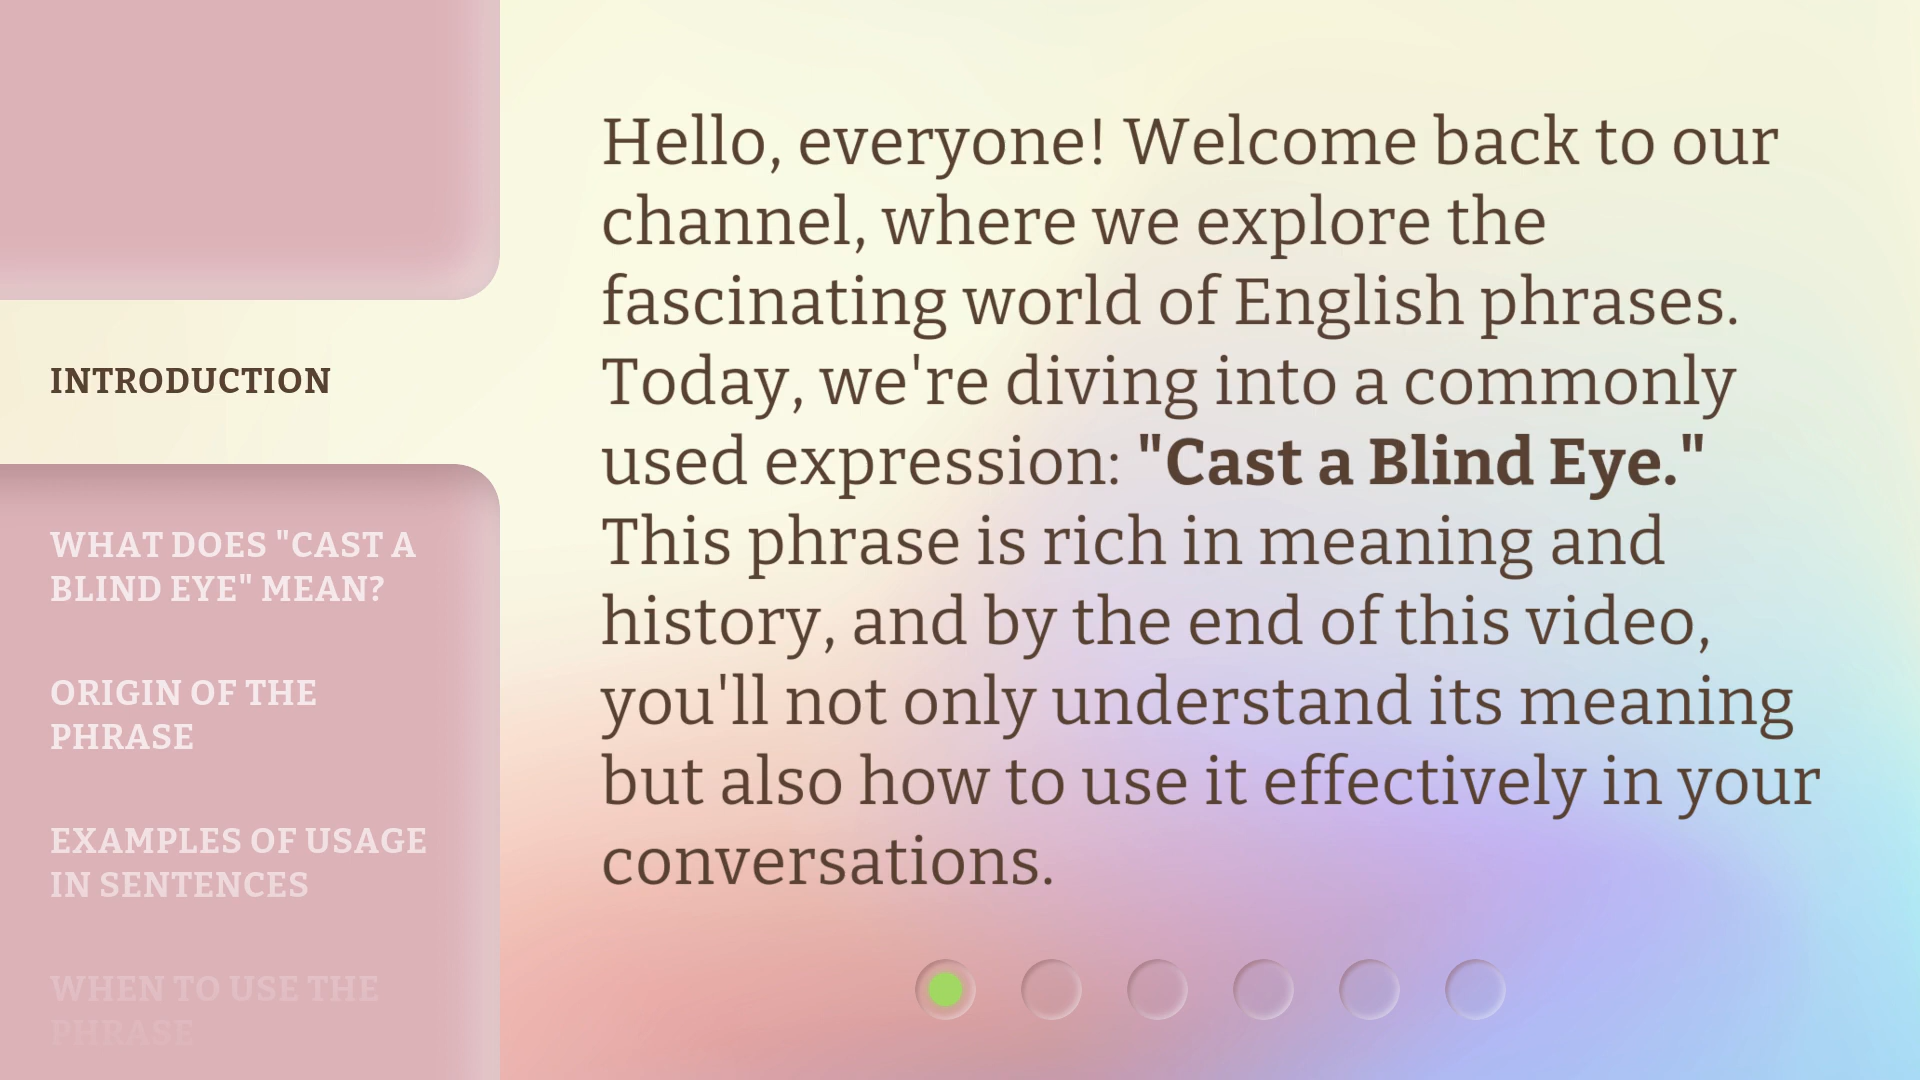 INTRODUCTION
WHAT DOES "CAST A
BLIND EYE" MEAN?
ORIGIN OF THE
PHRASE
EXAMPLES OF USAGE
IN SENTENCES
WHEN TO USE THE
PHRASE
Hello, everyone! Welcome back to our
channel, where we explore the
fascinating world of English phrases.
Today, we're diving into a commonly
used expression: "Cast a Blind Eye."
This phrase is rich in meaning and
history, and by the end of this video,
you'll not only understand its meaning
but also how to use it effectively in your
conversations.